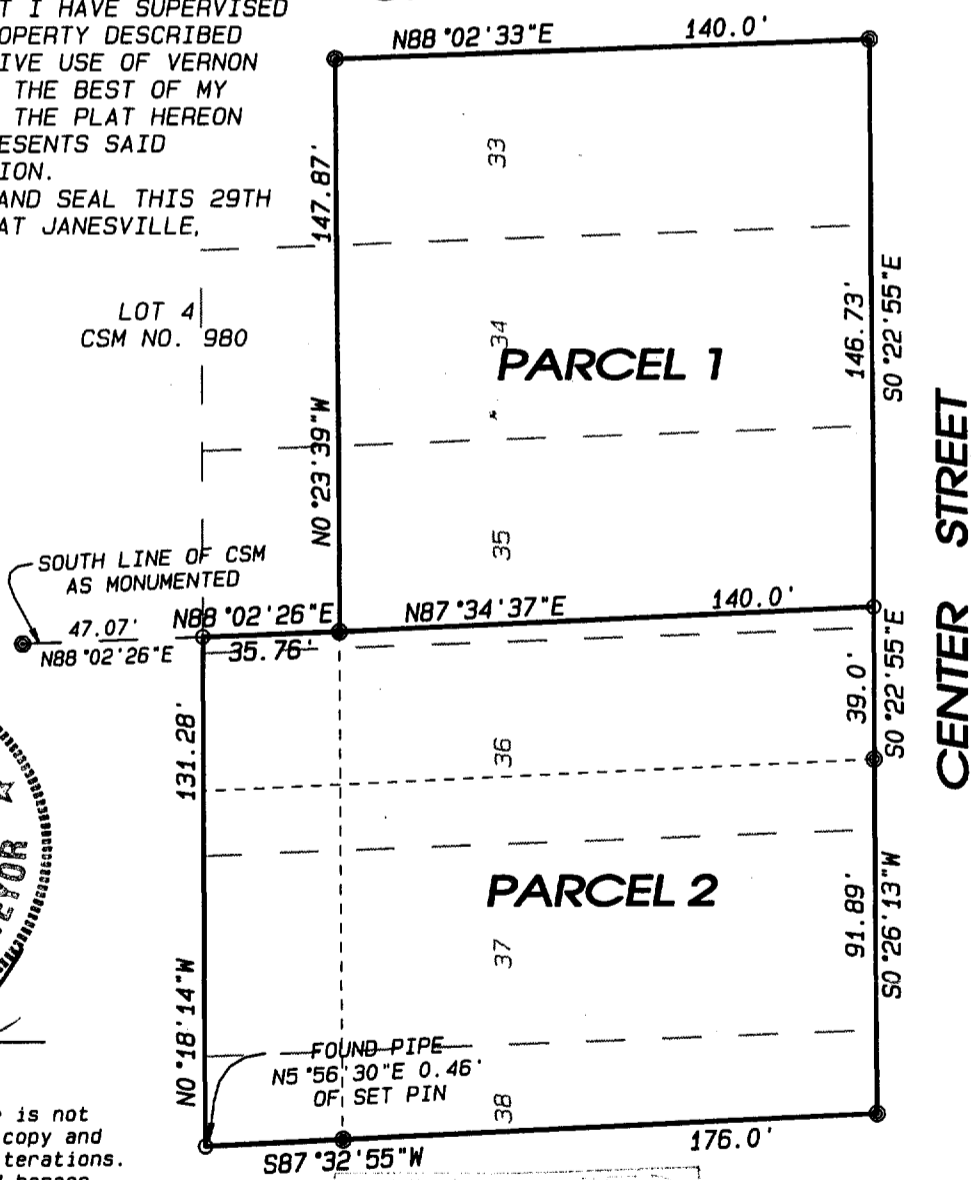 T I HAVE SUPERVISED
OPERTY DESCRIBED
IVE USE OF VERNON
THE BEST OF MY
THE PLAT HEREON
ESENTS SAID
ION.
AND SEAL THIS 29TH
AT JANESVILLE,
N88°02'33"E 140.0'
33
147.87'
LOT 4
CSM NO. 980
34
PARCEL 1
146.73'
S0°22'55"E
N0°23'39"W
35
CENTER STREET
SOUTH LINE OF CSM
AS MONUMENTED
47.07'
N88°02'26"E
N88°02'26"E
35.76'
N87°34'37"E 140.0'
39.0'
S0°22'55"E
131.28'
36
YEYOR
PARCEL 2
91.89'
S0°26'13"W
37
N0°18'14"W
FOUND PIPE
N5°56'30"E 0.46'
OF SET PIN
38
S87°32'55"W 176.0'
is not
copy and
terations.